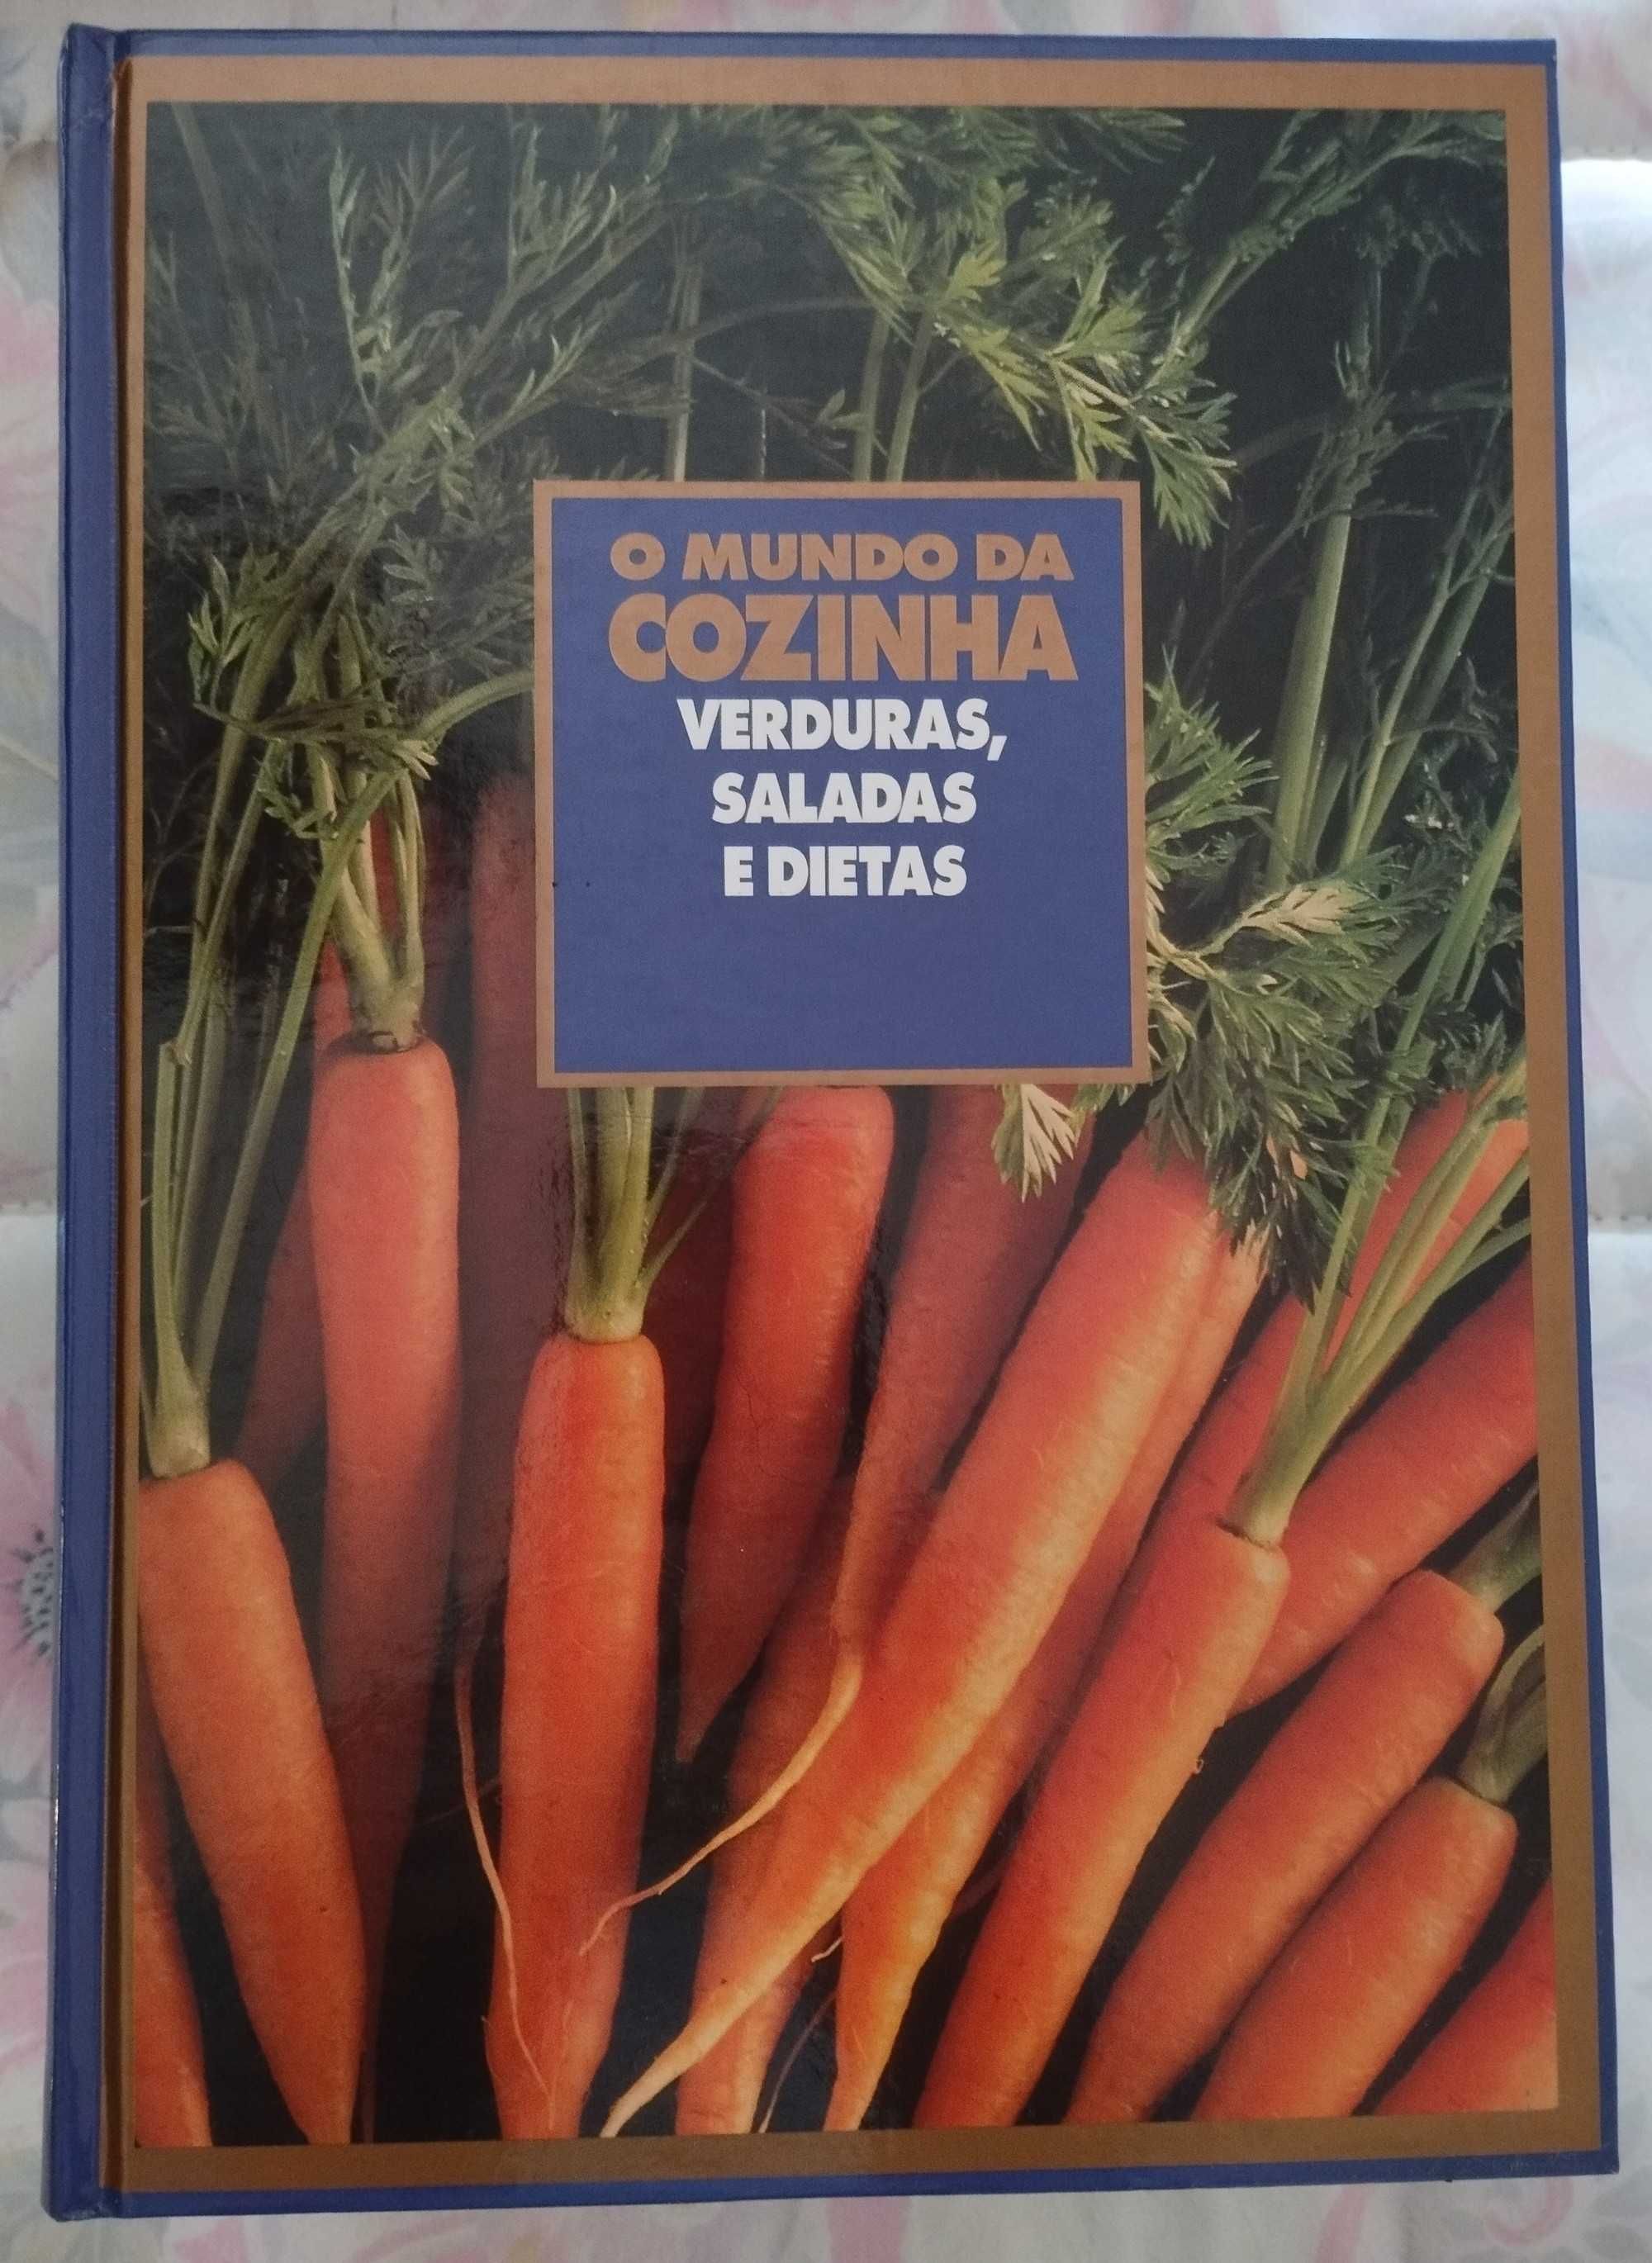 O MUNDO DA
COZINHA
VERDURAS,
SALADAS
E DIETAS